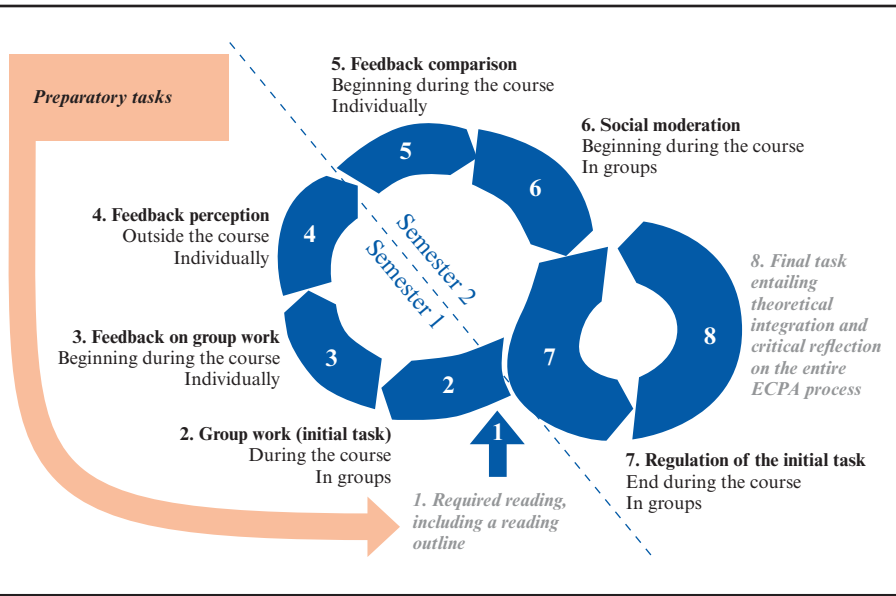 Preparatory tasks
5. Feedback comparison
Beginning during the course
Individually
6. Social moderation
Beginning during the course
In groups
4. Feedback perception
Outside the course
Individually
3. Feedback on group work
Beginning during the course
Individually
2. Group work (initial task)
During the course
In groups
1. Required reading,
including a reading
outline
7. Regulation of the initial task
End during the course
In groups
8. Final task
entailing
theoretical
integration and
critical reflection
on the entire
ECPA process
Semester 2
Semester 1
1
2
3
4
5
6
7
8